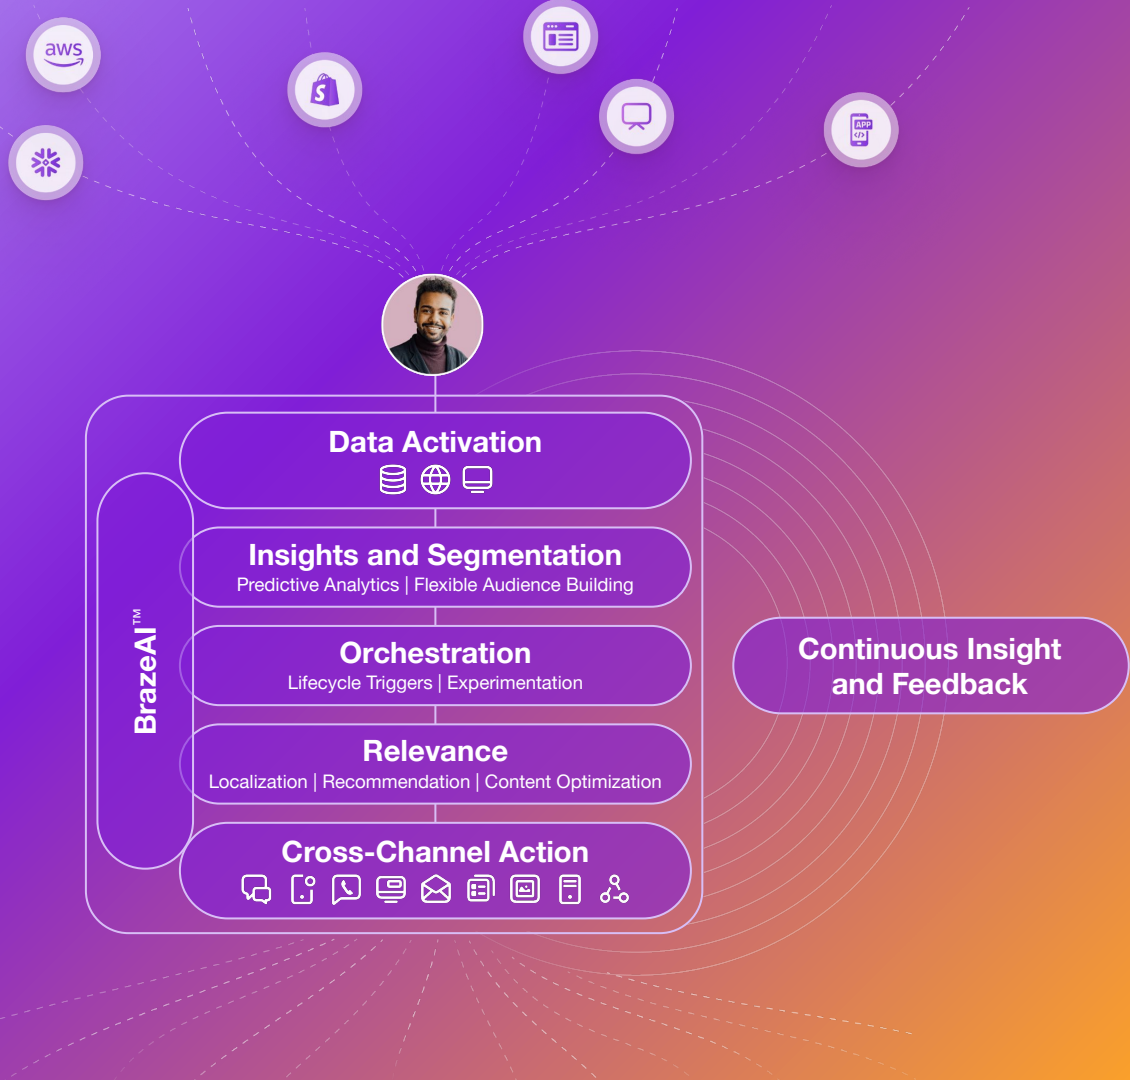 aws
S
APP
</>
Data Activation
Insights and Segmentation
Predictive Analytics | Flexible Audience Building
Orchestration
Lifecycle Triggers | Experimentation
Relevance
Localization | Recommendation | Content Optimization
Cross-Channel Action
BrazeAI™
Continuous Insight
and Feedback